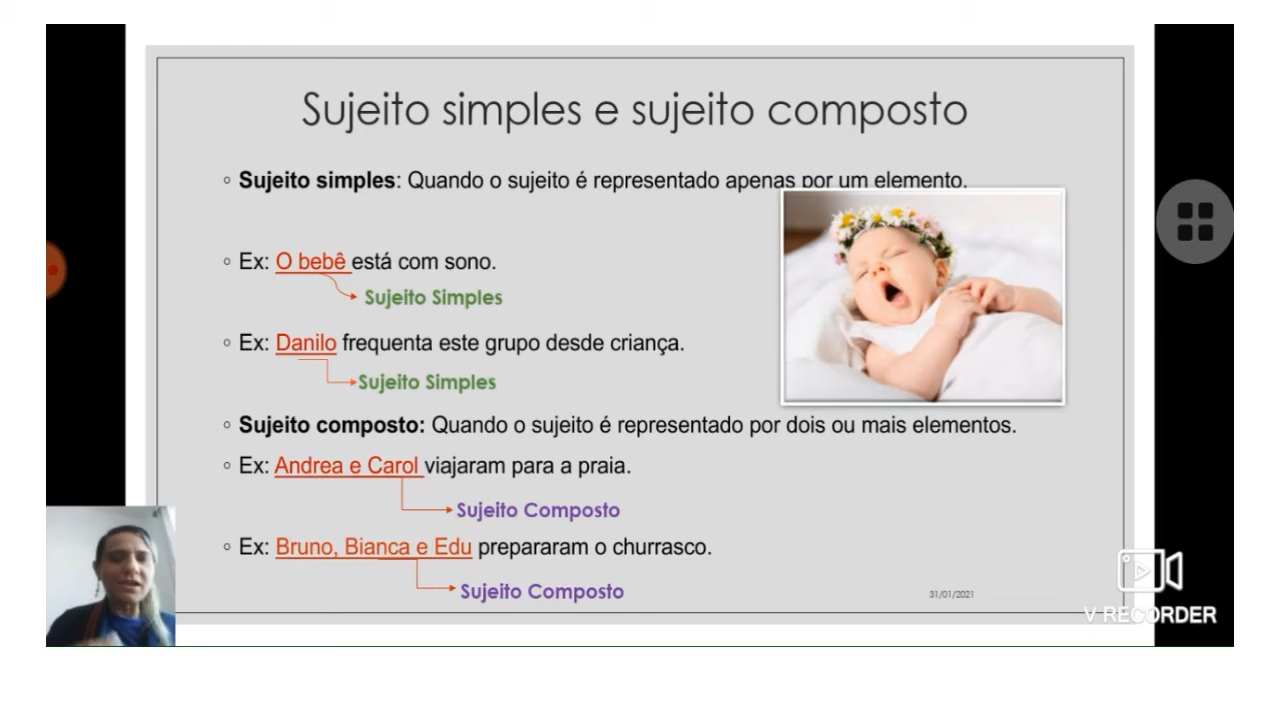 Sujeito simples e sujeito composto
Sujeito simples: Quando o sujeito é representado apenas por um elemento.
Ex: O bebê está com sono.
Sujeito Simples
Ex: Danilo frequenta este grupo desde criança.
Sujeito Simples
Sujeito composto: Quando o sujeito é representado por dois ou mais elementos.
Ex: Andrea e Carol viajaram para a praia.
Sujeito Composto
Ex: Bruno, Bianca e Edu prepararam o churrasco.
Sujeito Composto
31/01/2021
V RECORDER